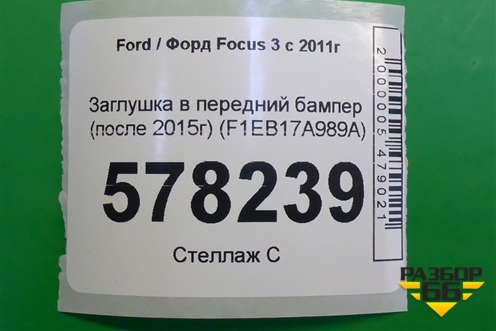 Ford / Форд Focus 3 с 2011г
Заглушка в передний бампер
(после 2015г) (F1EB17A989A)
578239
Стеллаж С
2000005479021
РАЗБОР
66